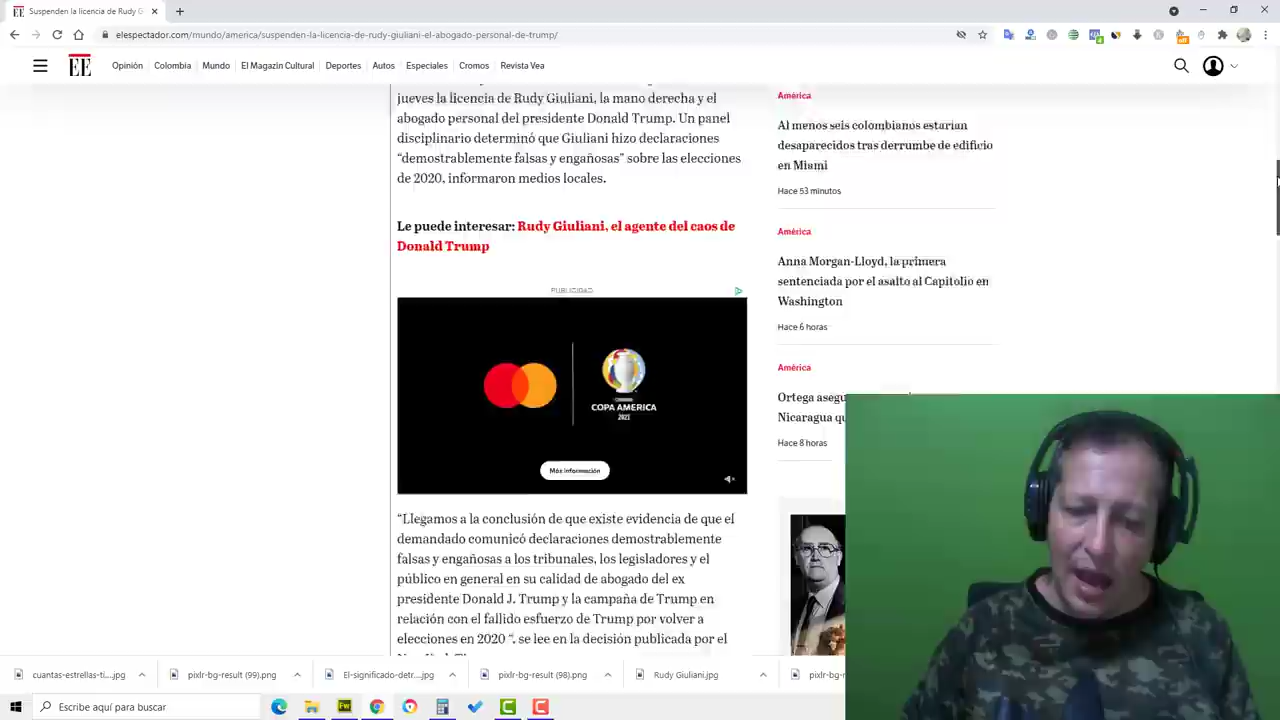 Suspenden la licencia de Rudy G
elespectador.com/mundo/america/suspenden-la-licencia-de-rudy-giuliani-el-abogado-personal-de-trump/
EE
Opinión
Colombia
Mundo
El Magazín Cultural
Deportes
Autos
Especiales
Cromos
Revista Vea
jueves la licencia de Rudy Giuliani, la mano derecha y el
abogado personal del presidente Donald Trump. Un panel
disciplinario determinó que Giuliani hizo declaraciones
“demostrablemente falsas y engañosas” sobre las elecciones
de 2020, informaron medios locales.
Le puede interesar: Rudy Giuliani, el agente del caos de
Donald Trump
PUBLICIDAD
COPA AMÉRICA
2021
Más información
“Llegamos a la conclusión de que existe evidencia de que el
demandado comunicó declaraciones demostrablemente
falsas y engañosas a los tribunales, los legisladores y el
público en general en su calidad de abogado del ex
presidente Donald J. Trump y la campaña de Trump en
relación con el fallido esfuerzo de Trump por volver a
elecciones en 2020 “, se lee en la decisión publicada por el
América
Al menos seis colombianos estarían
desaparecidos tras derrumbe de edificio
en Miami
Hace 53 minutos
América
Anna Morgan-Lloyd, la primera
sentenciada por el asalto al Capitolio en
Washington
Hace 6 horas
América
Ortega asegu
Nicaragua qu
Hace 8 horas
cuantas-estrellas-ti....jpg
pixlr-bg-result (99).png
El-significado-detr....jpg
pixlr-bg-result (98).png
Rudy Giuliani.jpg
pixlr-bg-r
Escribe aquí para buscar
Fw